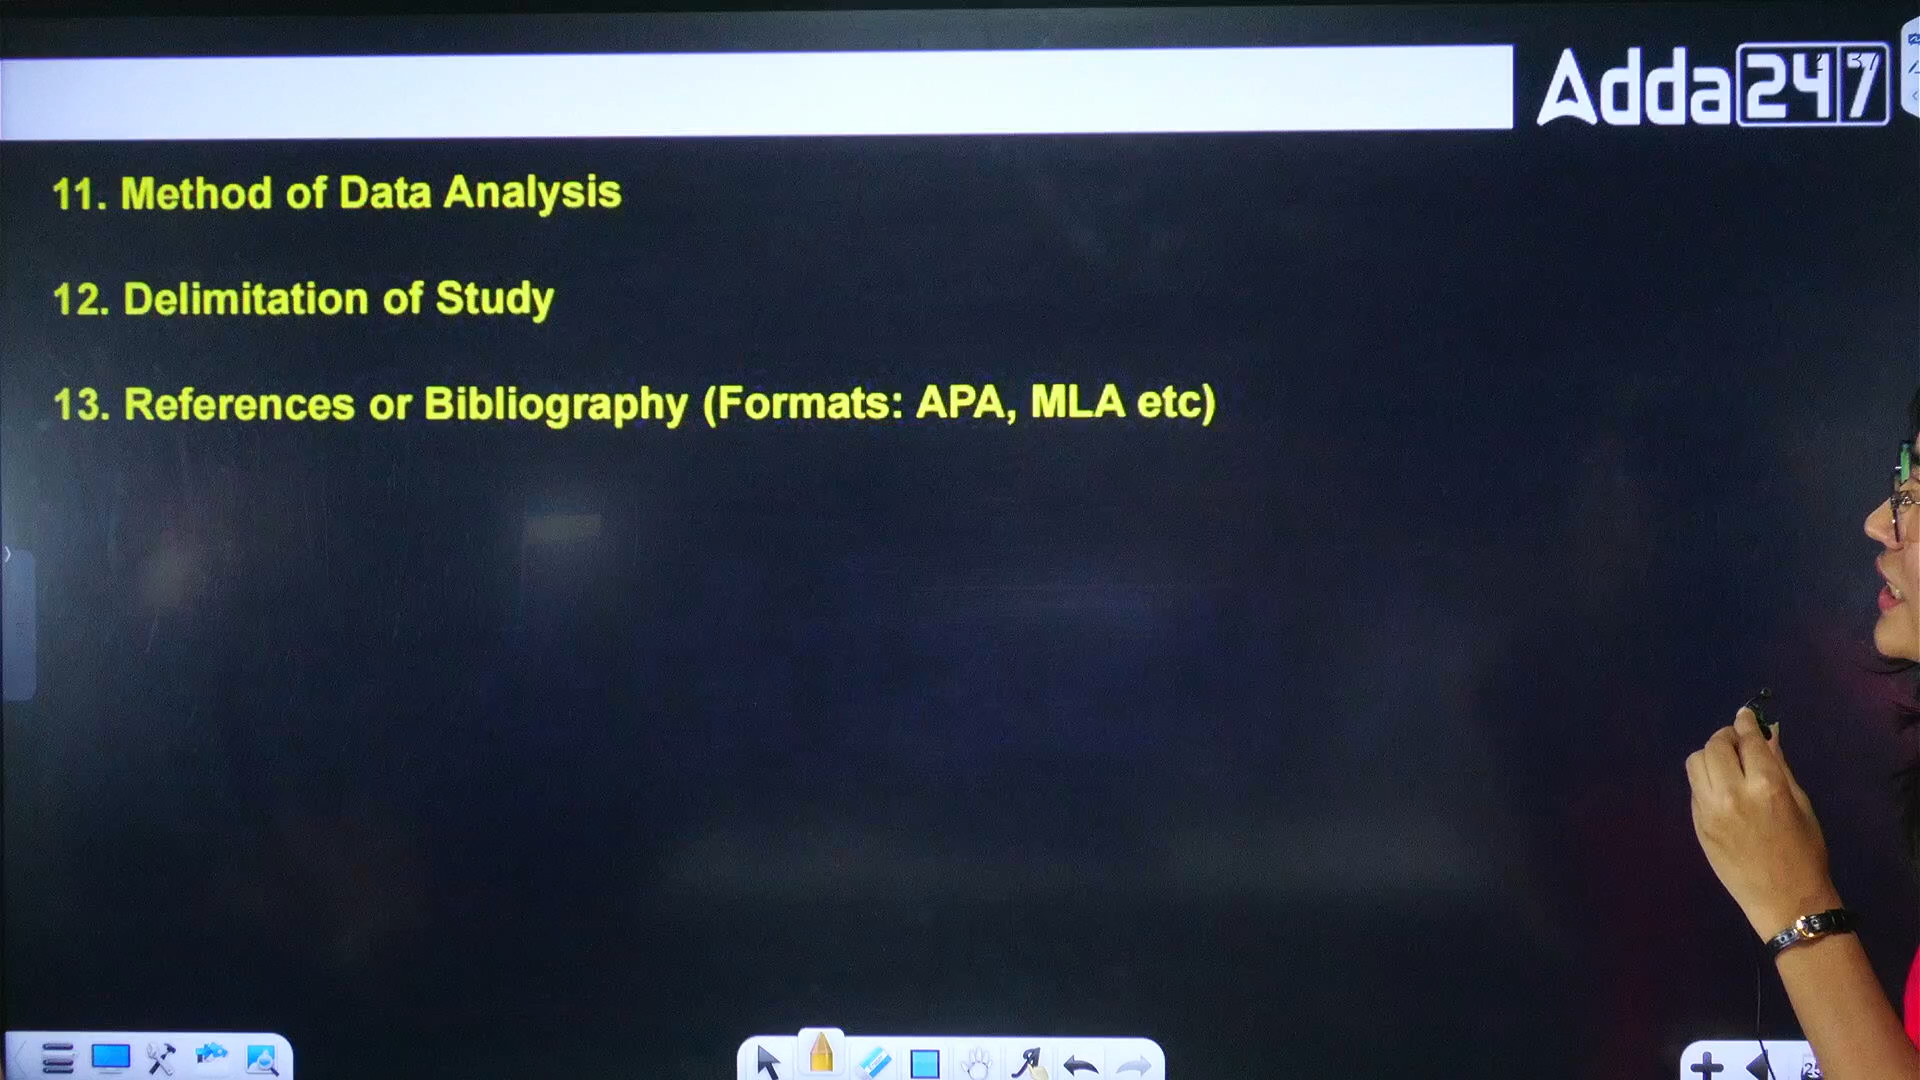 Adda247
11. Method of Data Analysis
12. Delimitation of Study
13. References or Bibliography (Formats: APA, MLA etc)